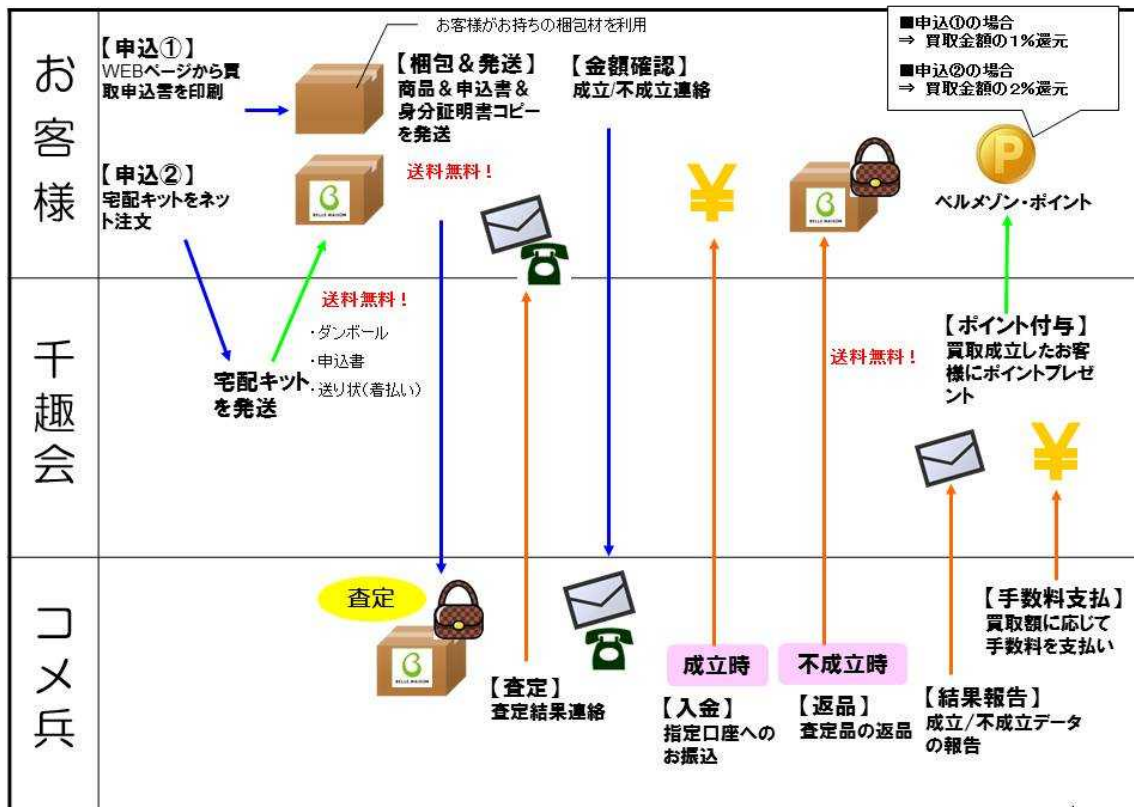 お客様
お客様がお持ちの梱包材を利用
【申込①】
WEBページから買
取申込書を印刷
【申込②】
宅配キットをネッ
ト注文
BELLE MAISON
【梱包&発送】
商品&申込書&
身分証明書コピー
を発送
送料無料!
【金額確認】
成立/不成立連絡
BELLE MAISON
■申込①の場合
⇒ 買取金額の1%還元
■申込②の場合
⇒ 買取金額の2%還元
P
ベルメゾン・ポイント
千趣会
宅配キット
を発送
送料無料!
・ダンボール
・申込書
・送り状(着払い)
送料無料!
【ポイント付与】
買取成立したお客
様にポイントプレゼ
ント
コメ兵
査定
BELLE MAISON
【査定】
査定結果連絡
成立時
【入金】
指定口座への
お振込
不成立時
【返品】
査定品の返品
【結果報告】
成立/不成立データ
の報告
【手数料支払】
買取額に応じて
手数料を支払い